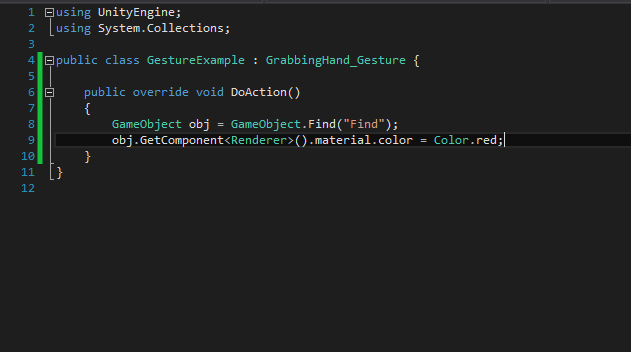 1 using UnityEngine;
2 using System.Collections;
3
4 public class GestureExample : GrabbingHand_Gesture {
5
6     public override void DoAction()
7     {
8         GameObject obj = GameObject.Find("Find");
9         obj.GetComponent<Renderer>().material.color = Color.red;
10     }
11 }
12